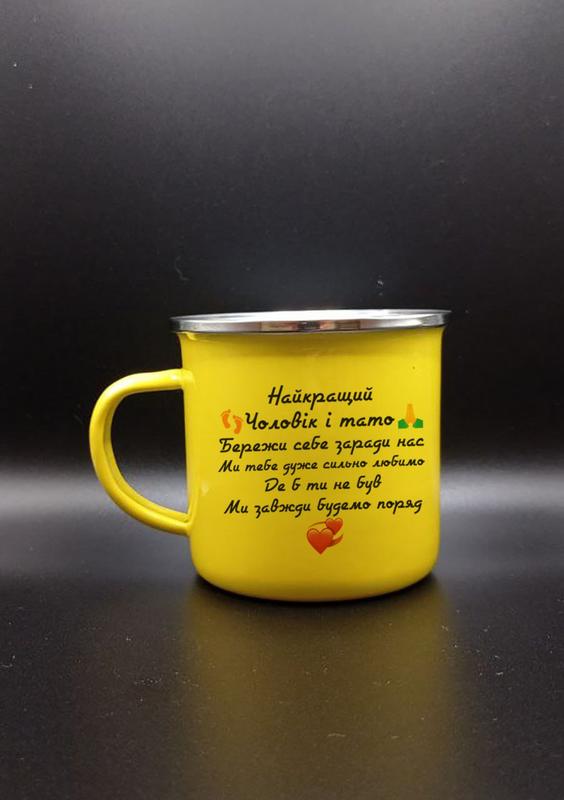 Найкращий
👣Чоловік і тато🙏
Бережи себе заради нас
Ми тебе дуже сильно любимо
Де б ти не був
Ми завжди будемо поряд
💞